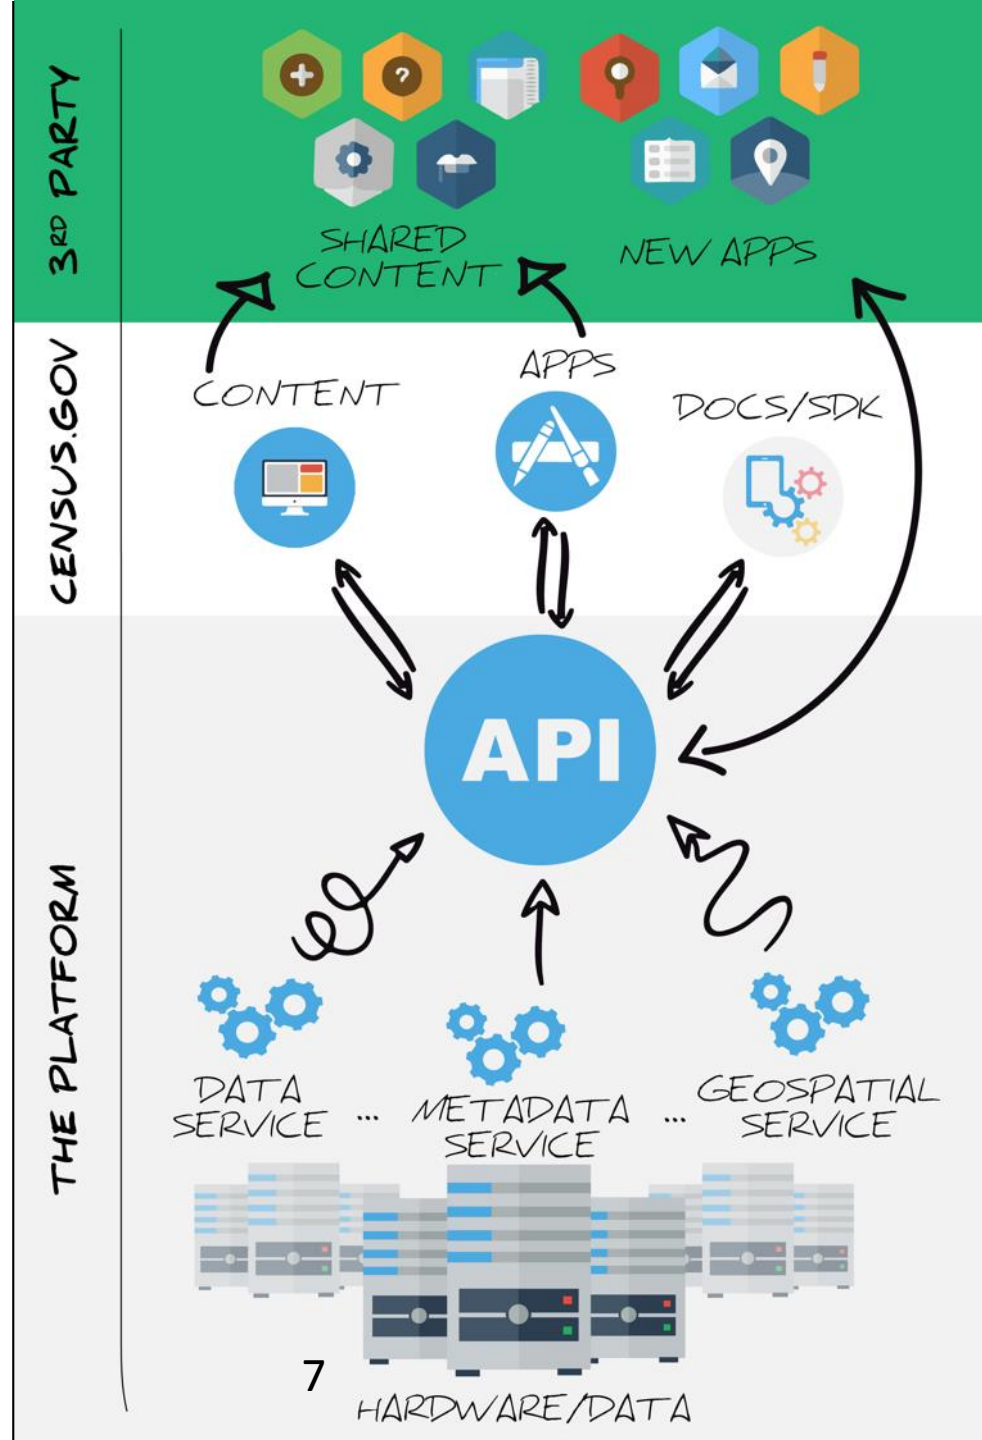 3RD PARTY
?
SHARED
CONTENT
NEW APPS
CENSUS.GOV
CONTENT
APPS
DOCS/SDK
API
THE PLATFORM
DATA
SERVICE
...
METADATA
SERVICE
...
GEOSPATIAL
SERVICE
7
HARDWARE/DATA